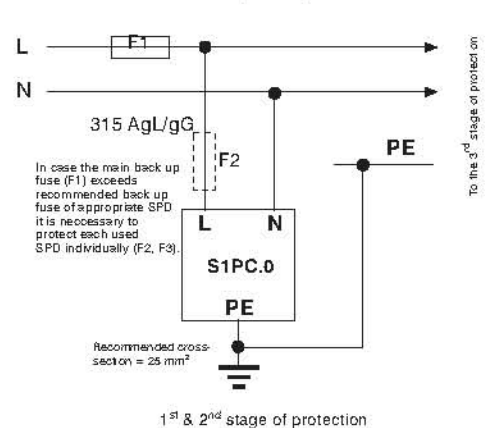 L
F1
N
315 AgL/gG
F2
In case the main back up
fuse (F1) exceeds
recommended back up
fuse of appropriate SPD
it is neccessary to
protect each used
SPD individually (F2, F3).
PE
To the 3rd stage of protection
L N
S1PC.0
PE
Recommended cross-
section = 25 mm²
1st & 2nd stage of protection